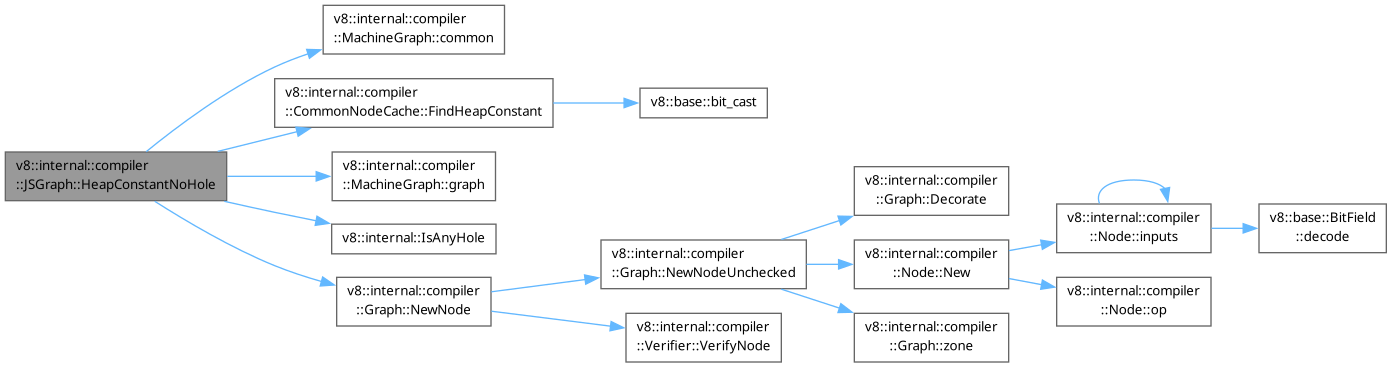 v8::internal::compiler
::JSGraph::HeapConstantNoHole
v8::internal::compiler
::MachineGraph::common
v8::internal::compiler
::CommonNodeCache::FindHeapConstant
v8::base::bit_cast
v8::internal::compiler
::MachineGraph::graph
v8::internal::IsAnyHole
v8::internal::compiler
::Graph::NewNode
v8::internal::compiler
::Graph::NewNodeUnchecked
v8::internal::compiler
::Verifier::VerifyNode
v8::internal::compiler
::Graph::Decorate
v8::internal::compiler
::Node::New
v8::internal::compiler
::Graph::zone
v8::internal::compiler
::Node::inputs
v8::internal::compiler
::Node::op
v8::base::BitField
::decode